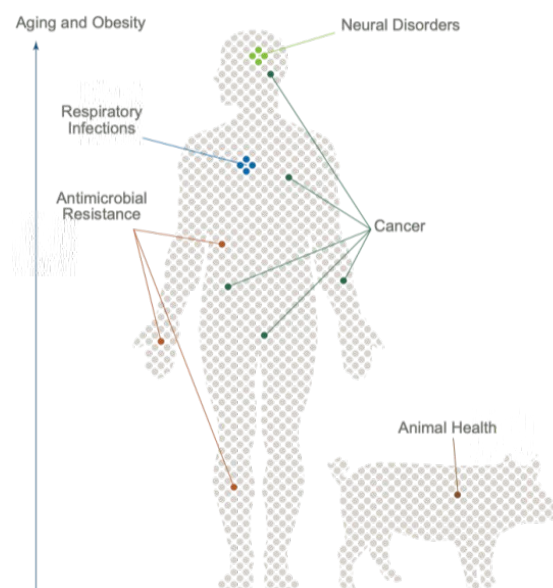 Aging and Obesity
Neural Disorders
Respiratory
Infections
Antimicrobial
Resistance
Cancer
Animal Health